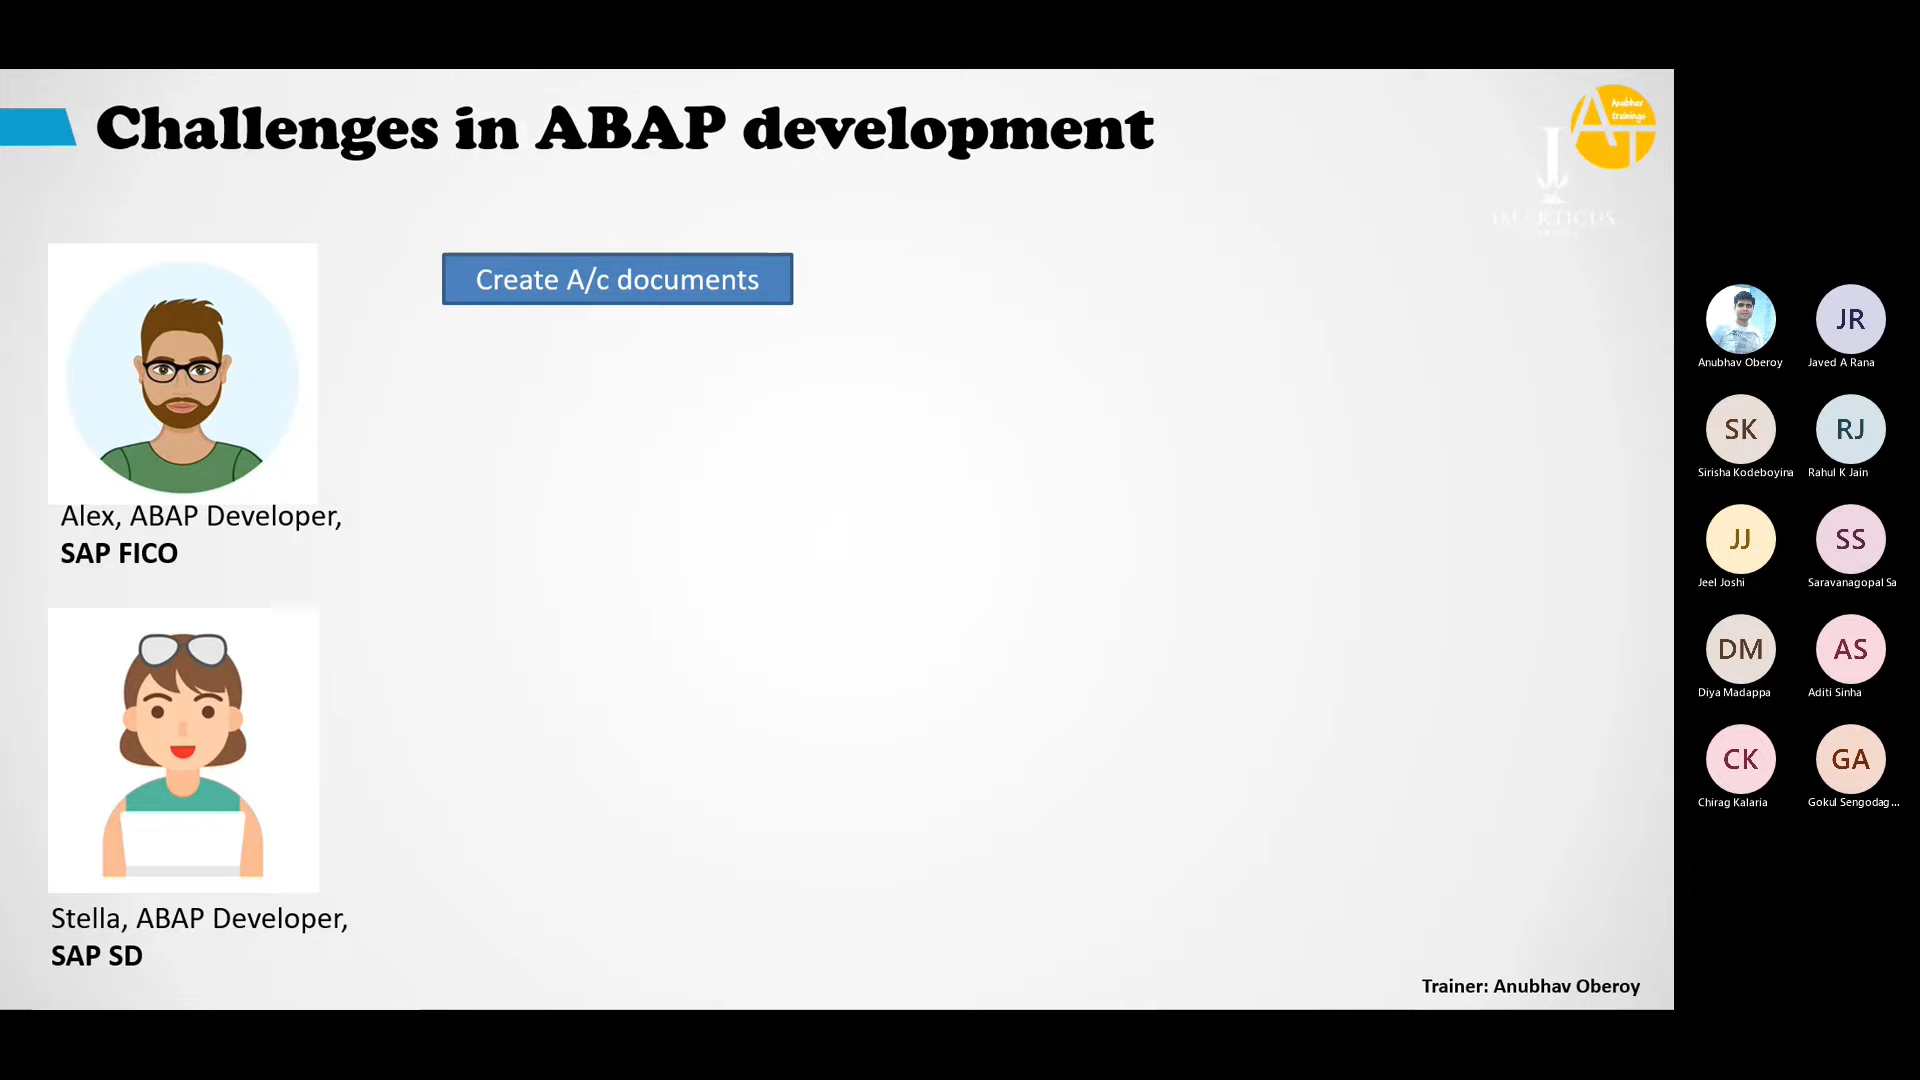 Challenges in ABAP development
Anubhav
trainings
AT
IMARTICUS
Create A/c documents
Alex, ABAP Developer,
SAP FICO
Stella, ABAP Developer,
SAP SD
Trainer: Anubhav Oberoy
JR
Anubhav Oberoy
Javed A Rana
SK
RJ
Sirisha Kodeboyina
Rahul K Jain
JJ
SS
Jeel Joshi
Saravanagopal Sa
DM
AS
Diya Madappa
Aditi Sinha
CK
GA
Chirag Kalaria
Gokul Sengodag...